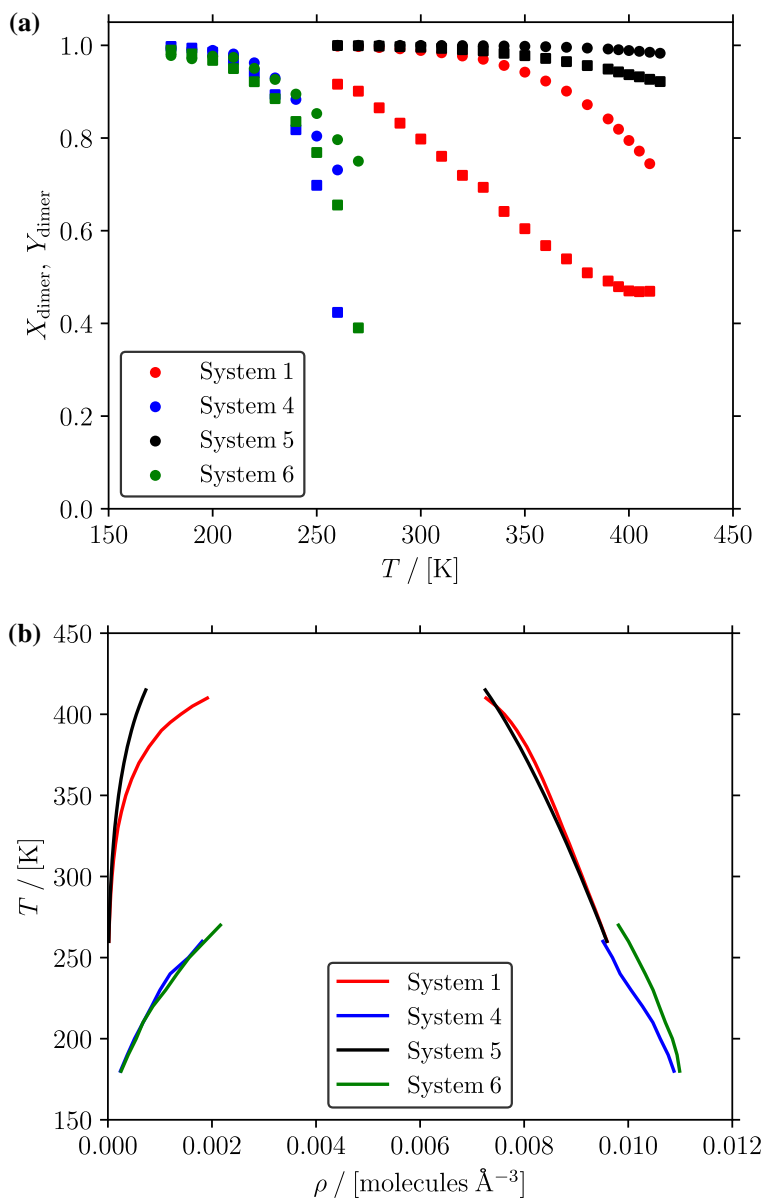 (a)
X_dimer, Y_dimer
1.0
0.8
0.6
0.4
0.2
0.0
System 1
System 4
System 5
System 6
150 200 250 300 350 400 450
T / [K]
(b)
T / [K]
450
400
350
300
250
200
150
System 1
System 4
System 5
System 6
0.000 0.002 0.004 0.006 0.008 0.010 0.012
ρ / [molecules Å⁻³]